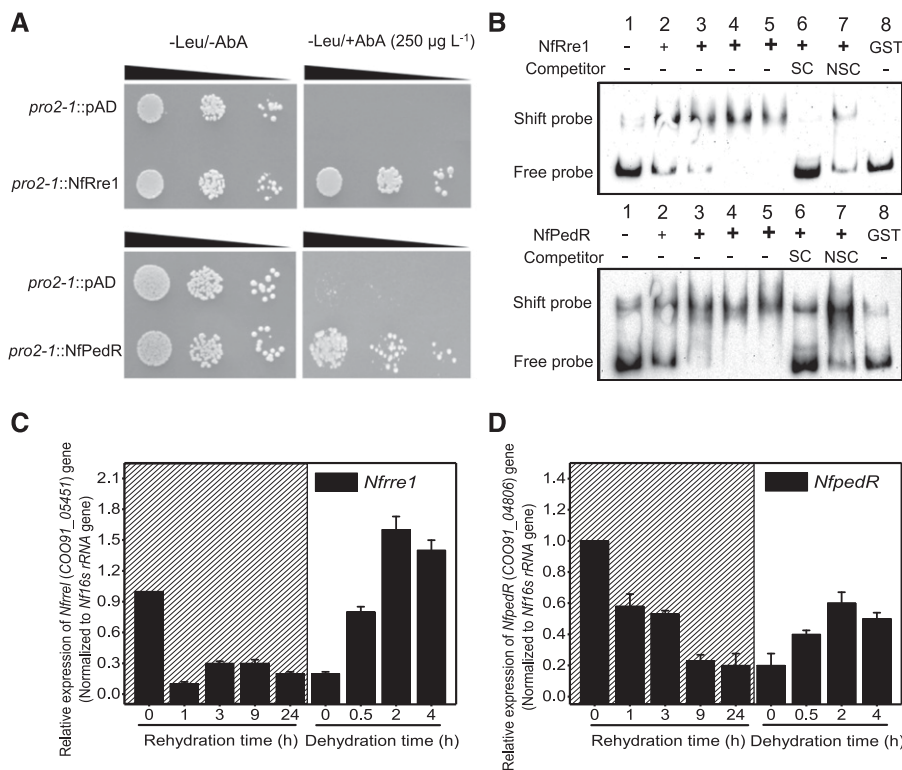 A
-Leu/-AbA
-Leu/+AbA (250 µg L-1)
pro2-1::pAD
pro2-1::NfRre1
pro2-1::pAD
pro2-1::NfPedR
B
1 2 3 4 5 6 7 8
NfRre1 - + + + + + + GST
Competitor - - - - - SC NSC -
Shift probe
Free probe
1 2 3 4 5 6 7 8
NfPedR - + + + + + + GST
Competitor - - - - - SC NSC -
Shift probe
Free probe
C
Relative expression of NfrreI (COO91_05451) gene
(Normalized to Nf16s rRNA gene)
2.1
1.8
1.5
1.2
0.9
0.6
0.3
0.0
Nfrre1
0 1 3 9 24 0 0.5 2 4
Rehydration time (h) Dehydration time (h)
D
Relative expression of NfpedR (COO91_04806) gene
(Normalized to Nf16s rRNA gene)
1.4
1.2
1.0
0.8
0.6
0.4
0.2
0.0
NfpedR
0 1 3 9 24 0 0.5 2 4
Rehydration time (h) Dehydration time (h)